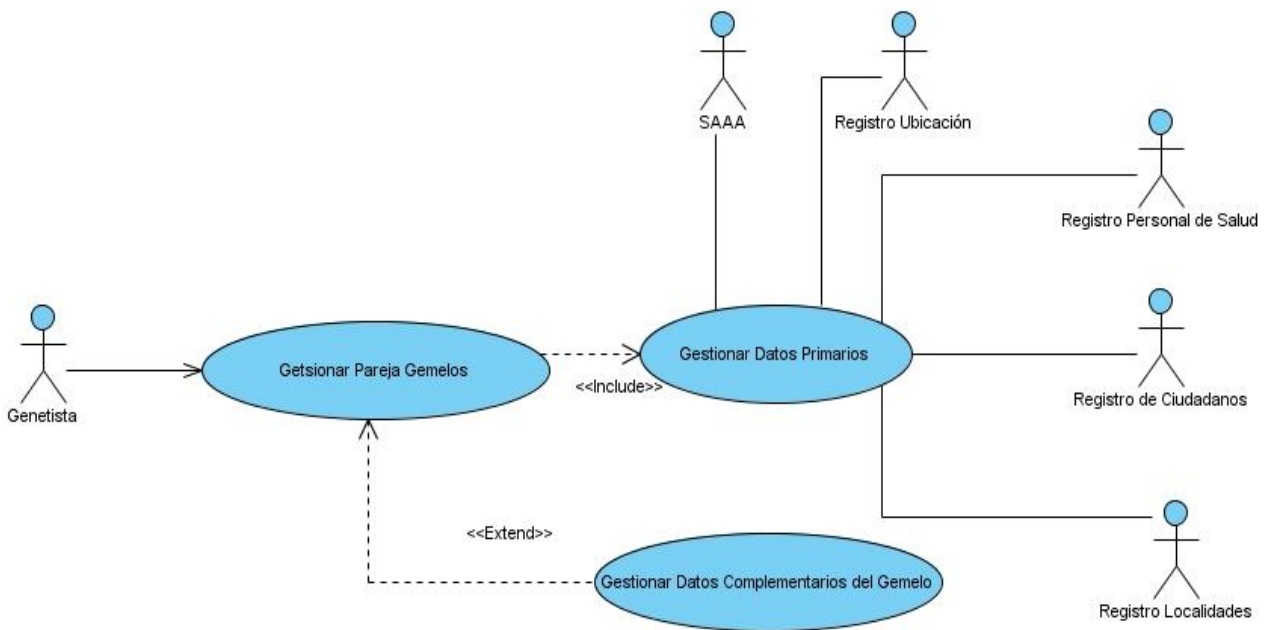 SAAA
Registro Ubicación
Registro Personal de Salud
Genetista
Getsionar Pareja Gemelos
<<Include>>
Gestionar Datos Primarios
Registro de Ciudadanos
<<Extend>>
Gestionar Datos Complementarios del Gemelo
Registro Localidades